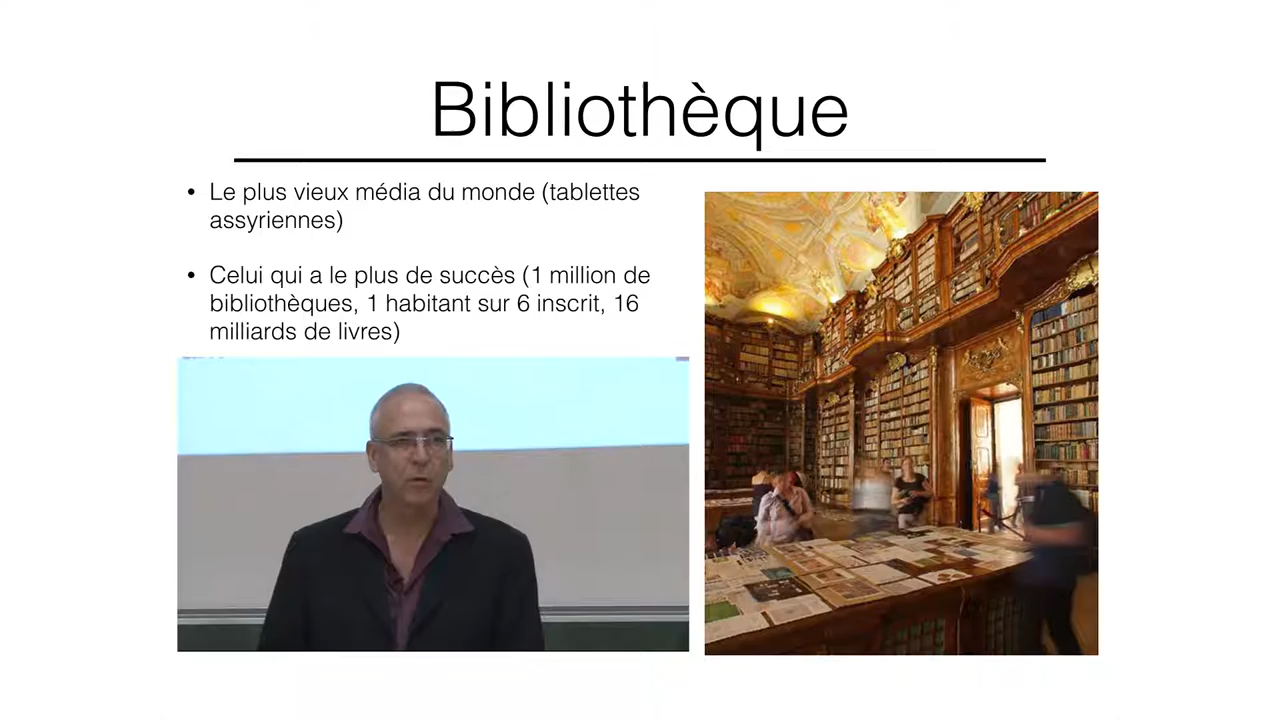 Bibliothèque
• Le plus vieux média du monde (tablettes
assyriennes)
• Celui qui a le plus de succès (1 million de
bibliothèques, 1 habitant sur 6 inscrit, 16
milliards de livres)